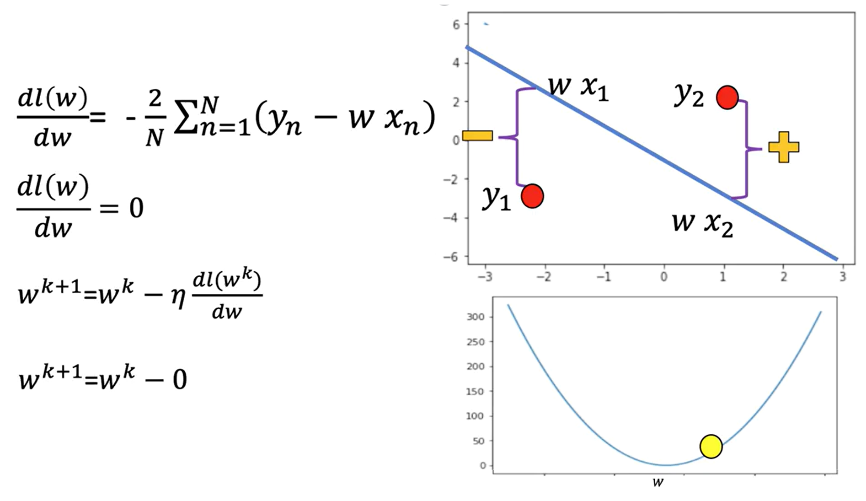 dl(w)/dw = - 2/N ∑_{n=1}^{N}(y_n − w x_n)
dl(w)/dw = 0
w^{k+1}=w^k − η dl(w^k)/dw
w^{k+1}=w^k − 0
6
4
2
0
−2
−4
−6
−3 −2 −1 0 1 2 3
w x_1
y_2
y_1
w x_2
300
250
200
150
100
50
0
w